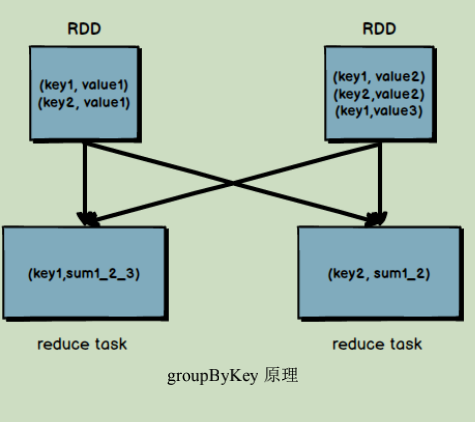 RDD
RDD
(key1, value1)
(key2, value1)
(key1, value2)
(key2,value2)
(key1,value3)
(key1,sum1_2_3)
(key2, sum1_2)
reduce task
reduce task
groupByKey 原理